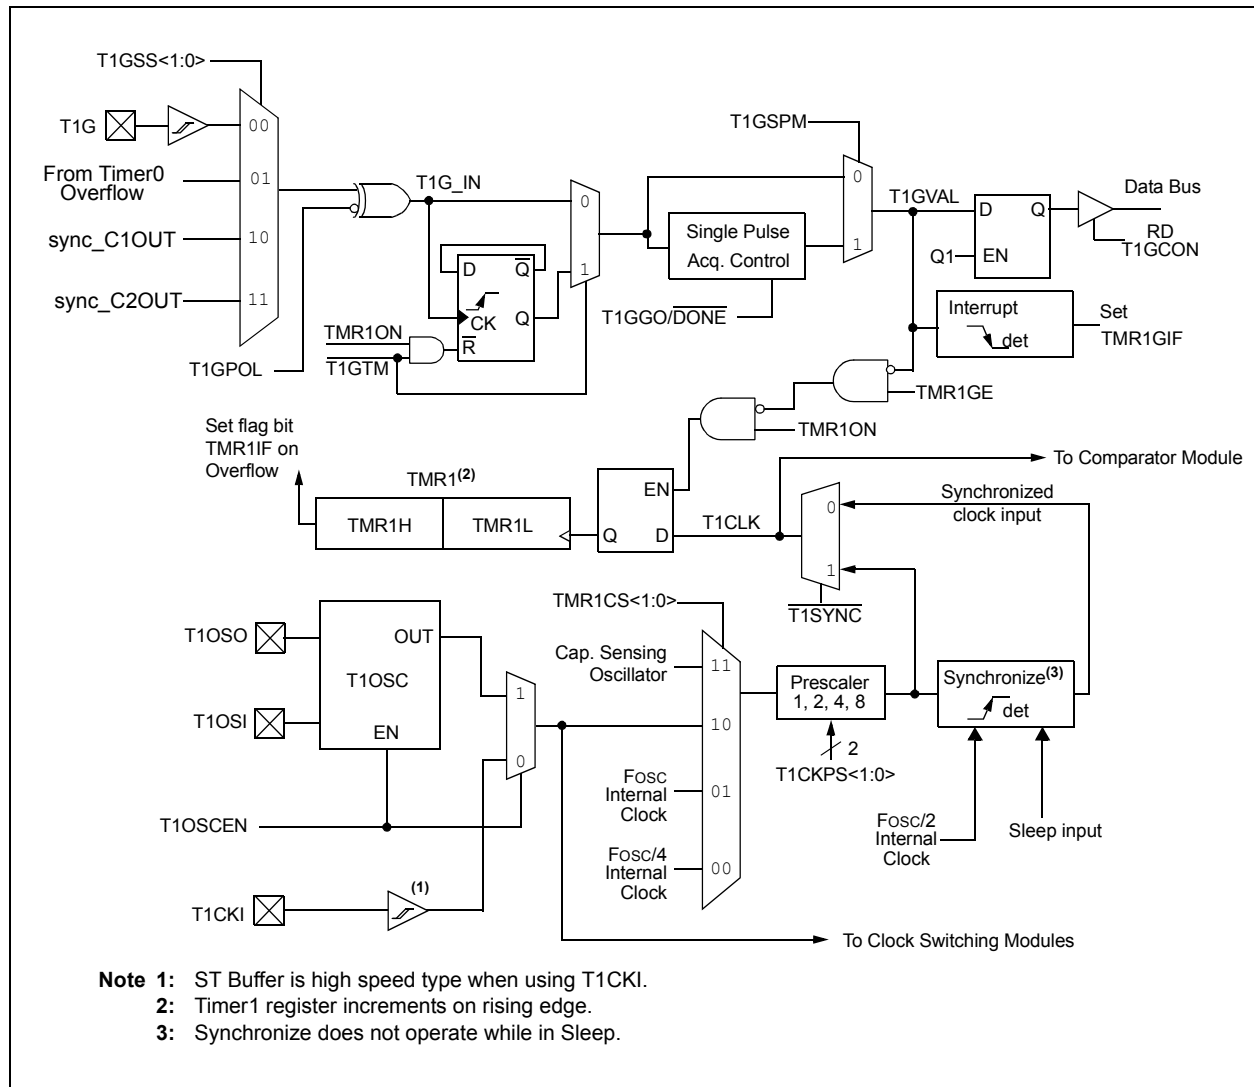 T1GSS<1:0>
T1G
00
From Timer0
Overflow
01
sync_C1OUT
10
sync_C2OUT
11
T1GPOL
T1G_IN
0
1
D
Q
CK
Q
R
TMR1ON
T1GTM
T1GSPM
0
1
Single Pulse
Acq. Control
T1GGO/DONE
T1GVAL
D
Q
Q1
EN
Data Bus
RD
T1GCON
Interrupt
det
Set
TMR1GIF
TMR1GE
TMR1ON
Set flag bit
TMR1IF on
Overflow
TMR1(2)
TMR1H
TMR1L
EN
Q
D
T1CLK
To Comparator Module
0
1
T1SYNC
Synchronized
clock input
T1OSO
T1OSI
OUT
T1OSC
EN
T1OSCEN
1
0
T1CKI
(1)
TMR1CS<1:0>
Cap. Sensing
Oscillator
11
10
FOSC
Internal
Clock
01
FOSC/4
Internal
Clock
00
Prescaler
1, 2, 4, 8
2
T1CKPS<1:0>
Synchronize(3)
det
FOSC/2
Internal
Clock
Sleep input
To Clock Switching Modules
Note 1: ST Buffer is high speed type when using T1CKI.
2: Timer1 register increments on rising edge.
3: Synchronize does not operate while in Sleep.